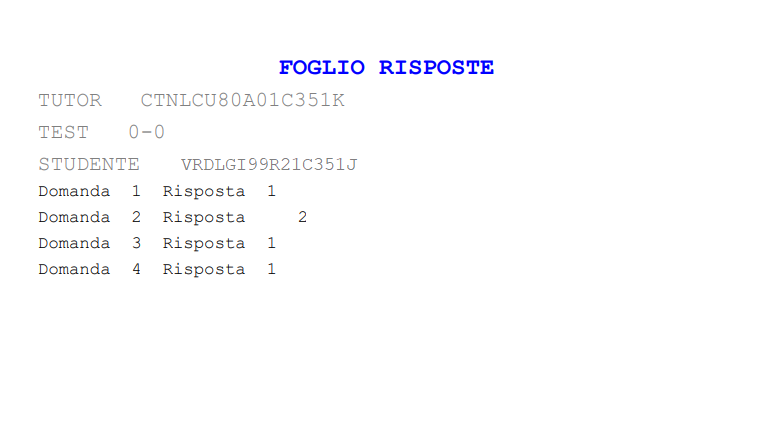 FOGLIO RISPOSTE
TUTOR CTNLCU80A01C351K
TEST 0-0
STUDENTE VRDLGI99R21C351J
Domanda 1 Risposta 1
Domanda 2 Risposta 2
Domanda 3 Risposta 1
Domanda 4 Risposta 1